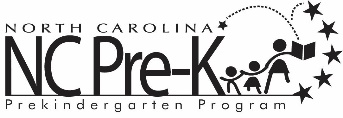 NORTH CAROLINA
NC Pre-K
Prekindergarten Program